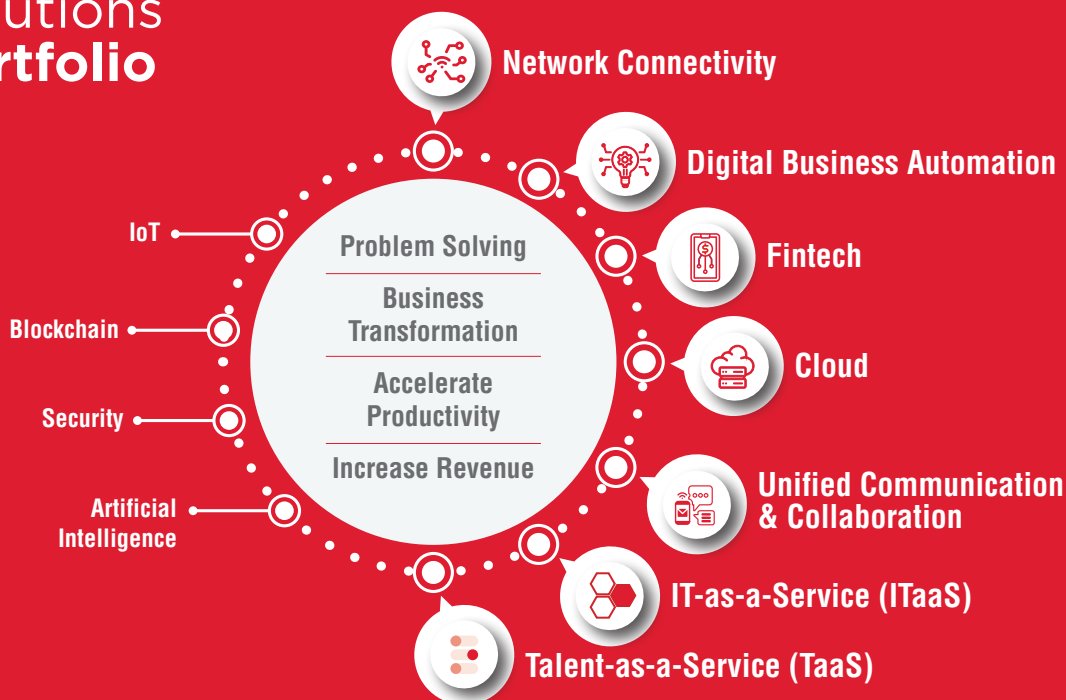 utions
rtfolio
Network Connectivity
Digital Business Automation
Fintech
Cloud
Unified Communication
& Collaboration
IT-as-a-Service (ITaaS)
Talent-as-a-Service (TaaS)
IoT
Blockchain
Security
Artificial
Intelligence
Problem Solving
Business
Transformation
Accelerate
Productivity
Increase Revenue